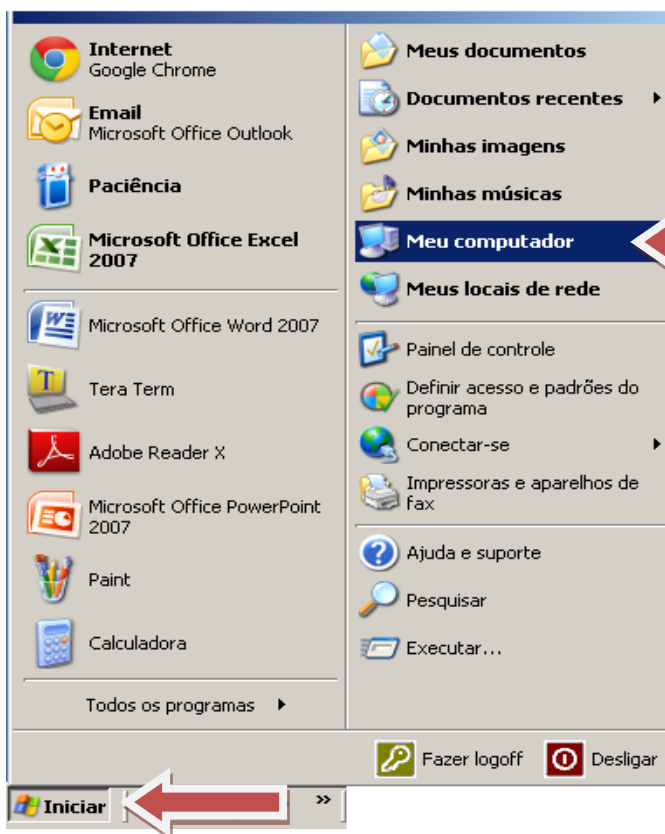 Internet
Google Chrome
Email
Microsoft Office Outlook
Paciência
Microsoft Office Excel
2007
Microsoft Office Word 2007
Tera Term
Adobe Reader X
Microsoft Office PowerPoint
2007
Paint
Calculadora
Todos os programas
Meus documentos
Documentos recentes
Minhas imagens
Minhas músicas
Meu computador
Meus locais de rede
Painel de controle
Definir acesso e padrões do
programa
Conectar-se
Impressoras e aparelhos de
fax
Ajuda e suporte
Pesquisar
Executar...
Fazer logoff
Desligar
Iniciar
»